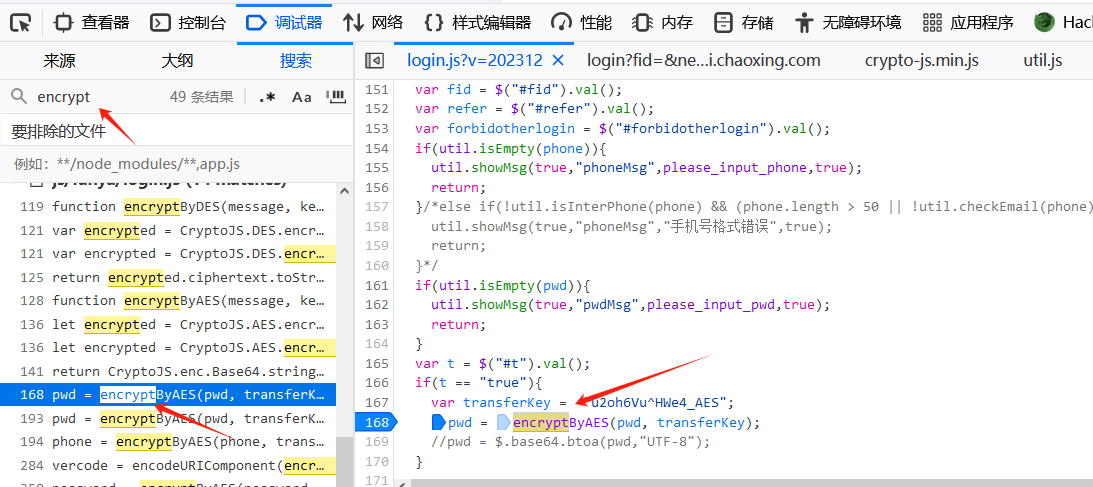 查看器 控制台 调试器 网络 {} 样式编辑器 性能 内存 存储 无障碍环境 应用程序 Hac
来源 大纲 搜索
login.js?v=202312 × login?fid=&ne…i.chaoxing.com crypto-js.min.js util.js
encrypt 49 条结果 .* Aa
要排除的文件
例如：**/node_modules/**,app.js
119 function encryptByDES(message, ke…
121 var encrypted = CryptoJS.DES.encr…
121 var encrypted = CryptoJS.DES.encr…
125 return encrypted.ciphertext.toStr…
128 function encryptByAES(message, ke…
136 let encrypted = CryptoJS.AES.encr…
136 let encrypted = CryptoJS.AES.encr…
141 return CryptoJS.enc.Base64.string…
168 pwd = encryptByAES(pwd, transferK…
193 pwd = encryptByAES(pwd, transferK…
194 phone = encryptByAES(phone, trans…
284 vercode = encodeURIComponent(encr…
151 var fid = $("#fid").val();
152 var refer = $("#refer").val();
153 var forbidotherlogin = $("#forbidotherlogin").val();
154 if(util.isEmpty(phone)){
155 util.showMsg(true,"phoneMsg",please_input_phone,true);
156 return;
157 }/*else if(!util.isInterPhone(phone) && (phone.length > 50 || !util.checkEmail(phone)
158 util.showMsg(true,"phoneMsg","手机号格式错误",true);
159 return;
160 }*/
161 if(util.isEmpty(pwd)){
162 util.showMsg(true,"pwdMsg",please_input_pwd,true);
163 return;
164 }
165 var t = $("#t").val();
166 if(t == "true"){
167 var transferKey = u2oh6Vu^HWe4_AES";
168 pwd = encryptByAES(pwd, transferKey);
169 //pwd = $.base64.btoa(pwd,"UTF-8");
170 }
171